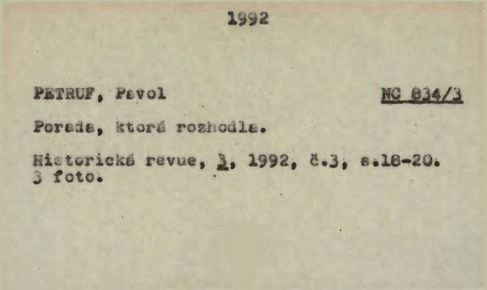 1992
PETRUF, Pavol NC 834/3
Porada, ktorá rozhodla.
Historická revue, 3, 1992, č.3, s.18-20.
3 foto.